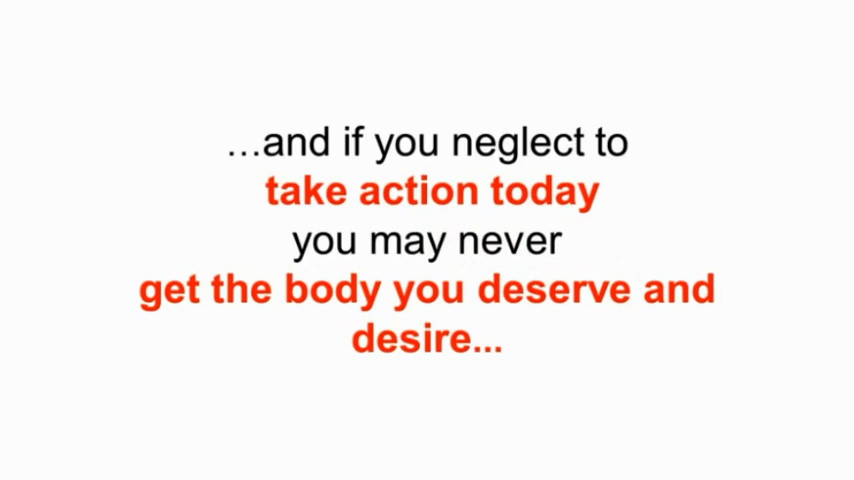 ...and if you neglect to
take action today
you may never
get the body you deserve and
desire...